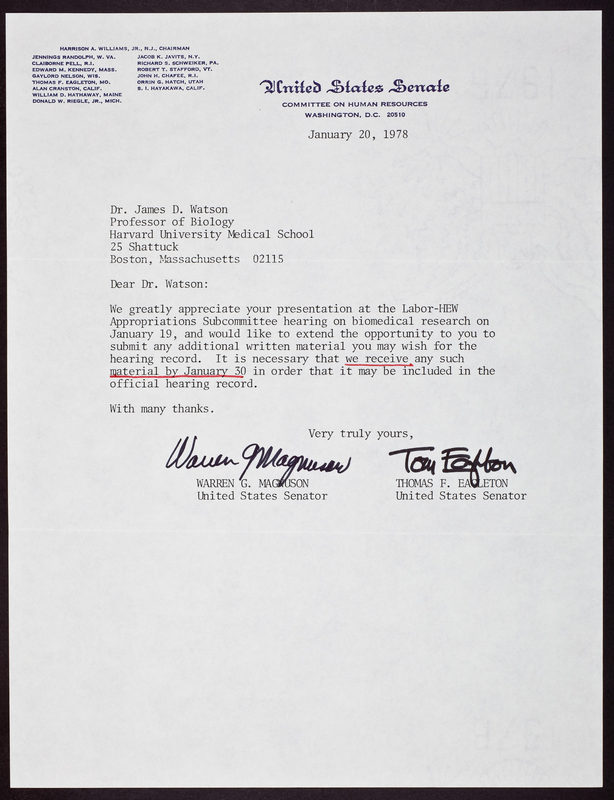 HARRISON A. WILLIAMS, JR., N.J., CHAIRMAN
JENNINGS RANDOLPH, W. VA.
CLAIBORNE PELL, R.I.
EDWARD M. KENNEDY, MASS.
GAYLORD NELSON, WIS.
THOMAS F. EAGLETON, MO.
ALAN CRANSTON, CALIF.
WILLIAM D. HATHAWAY, MAINE
DONALD W. RIEGLE, JR., MICH.
JACOB K. JAVITS, N.Y.
RICHARD S. SCHWEIKER, PA.
ROBERT T. STAFFORD, VT.
JOHN H. CHAFEE, R.I.
ORRIN G. HATCH, UTAH
S. I. HAYAKAWA, CALIF.
United States Senate
COMMITTEE ON HUMAN RESOURCES
WASHINGTON, D.C. 20510
January 20, 1978
Dr. James D. Watson
Professor of Biology
Harvard University Medical School
25 Shattuck
Boston, Massachusetts 02115
Dear Dr. Watson:
We greatly appreciate your presentation at the Labor-HEW
Appropriations Subcommittee hearing on biomedical research on
January 19, and would like to extend the opportunity to you to
submit any additional written material you may wish for the
hearing record. It is necessary that we receive any such
material by January 30 in order that it may be included in the
official hearing record.
With many thanks.
Very truly yours,
Warren G Magnuson
Tom Eagleton
WARREN G. MAGNUSON
United States Senator
THOMAS F. EAGLETON
United States Senator